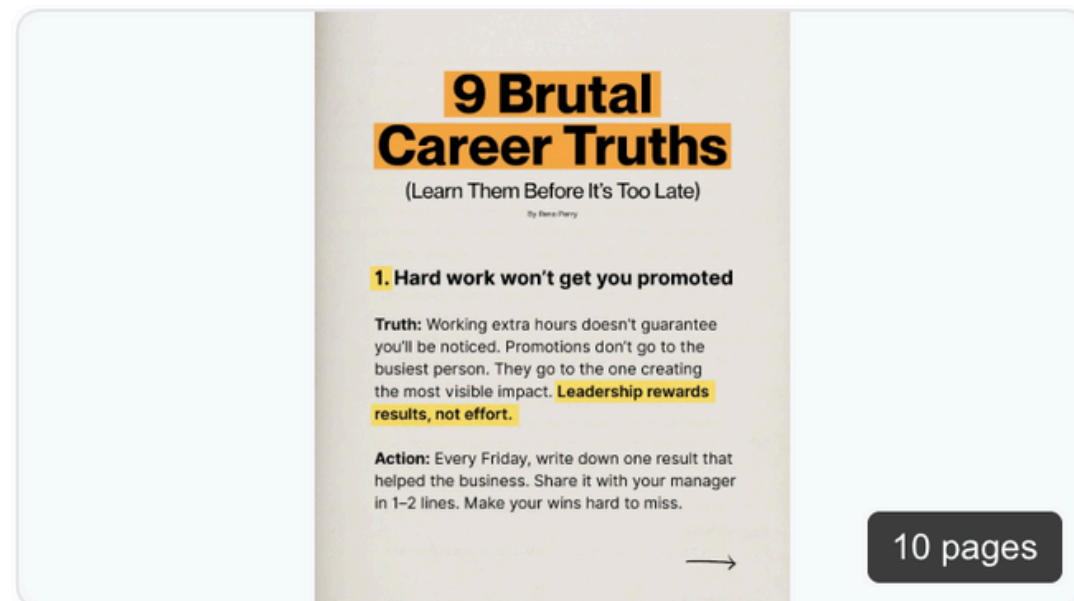 9 Brutal
Career Truths
(Learn Them Before It's Too Late)
By Rene Perry
1. Hard work won't get you promoted
Truth: Working extra hours doesn't guarantee
you'll be noticed. Promotions don't go to the
busiest person. They go to the one creating
the most visible impact. Leadership rewards
results, not effort.
Action: Every Friday, write down one result that
helped the business. Share it with your manager
in 1–2 lines. Make your wins hard to miss.
10 pages